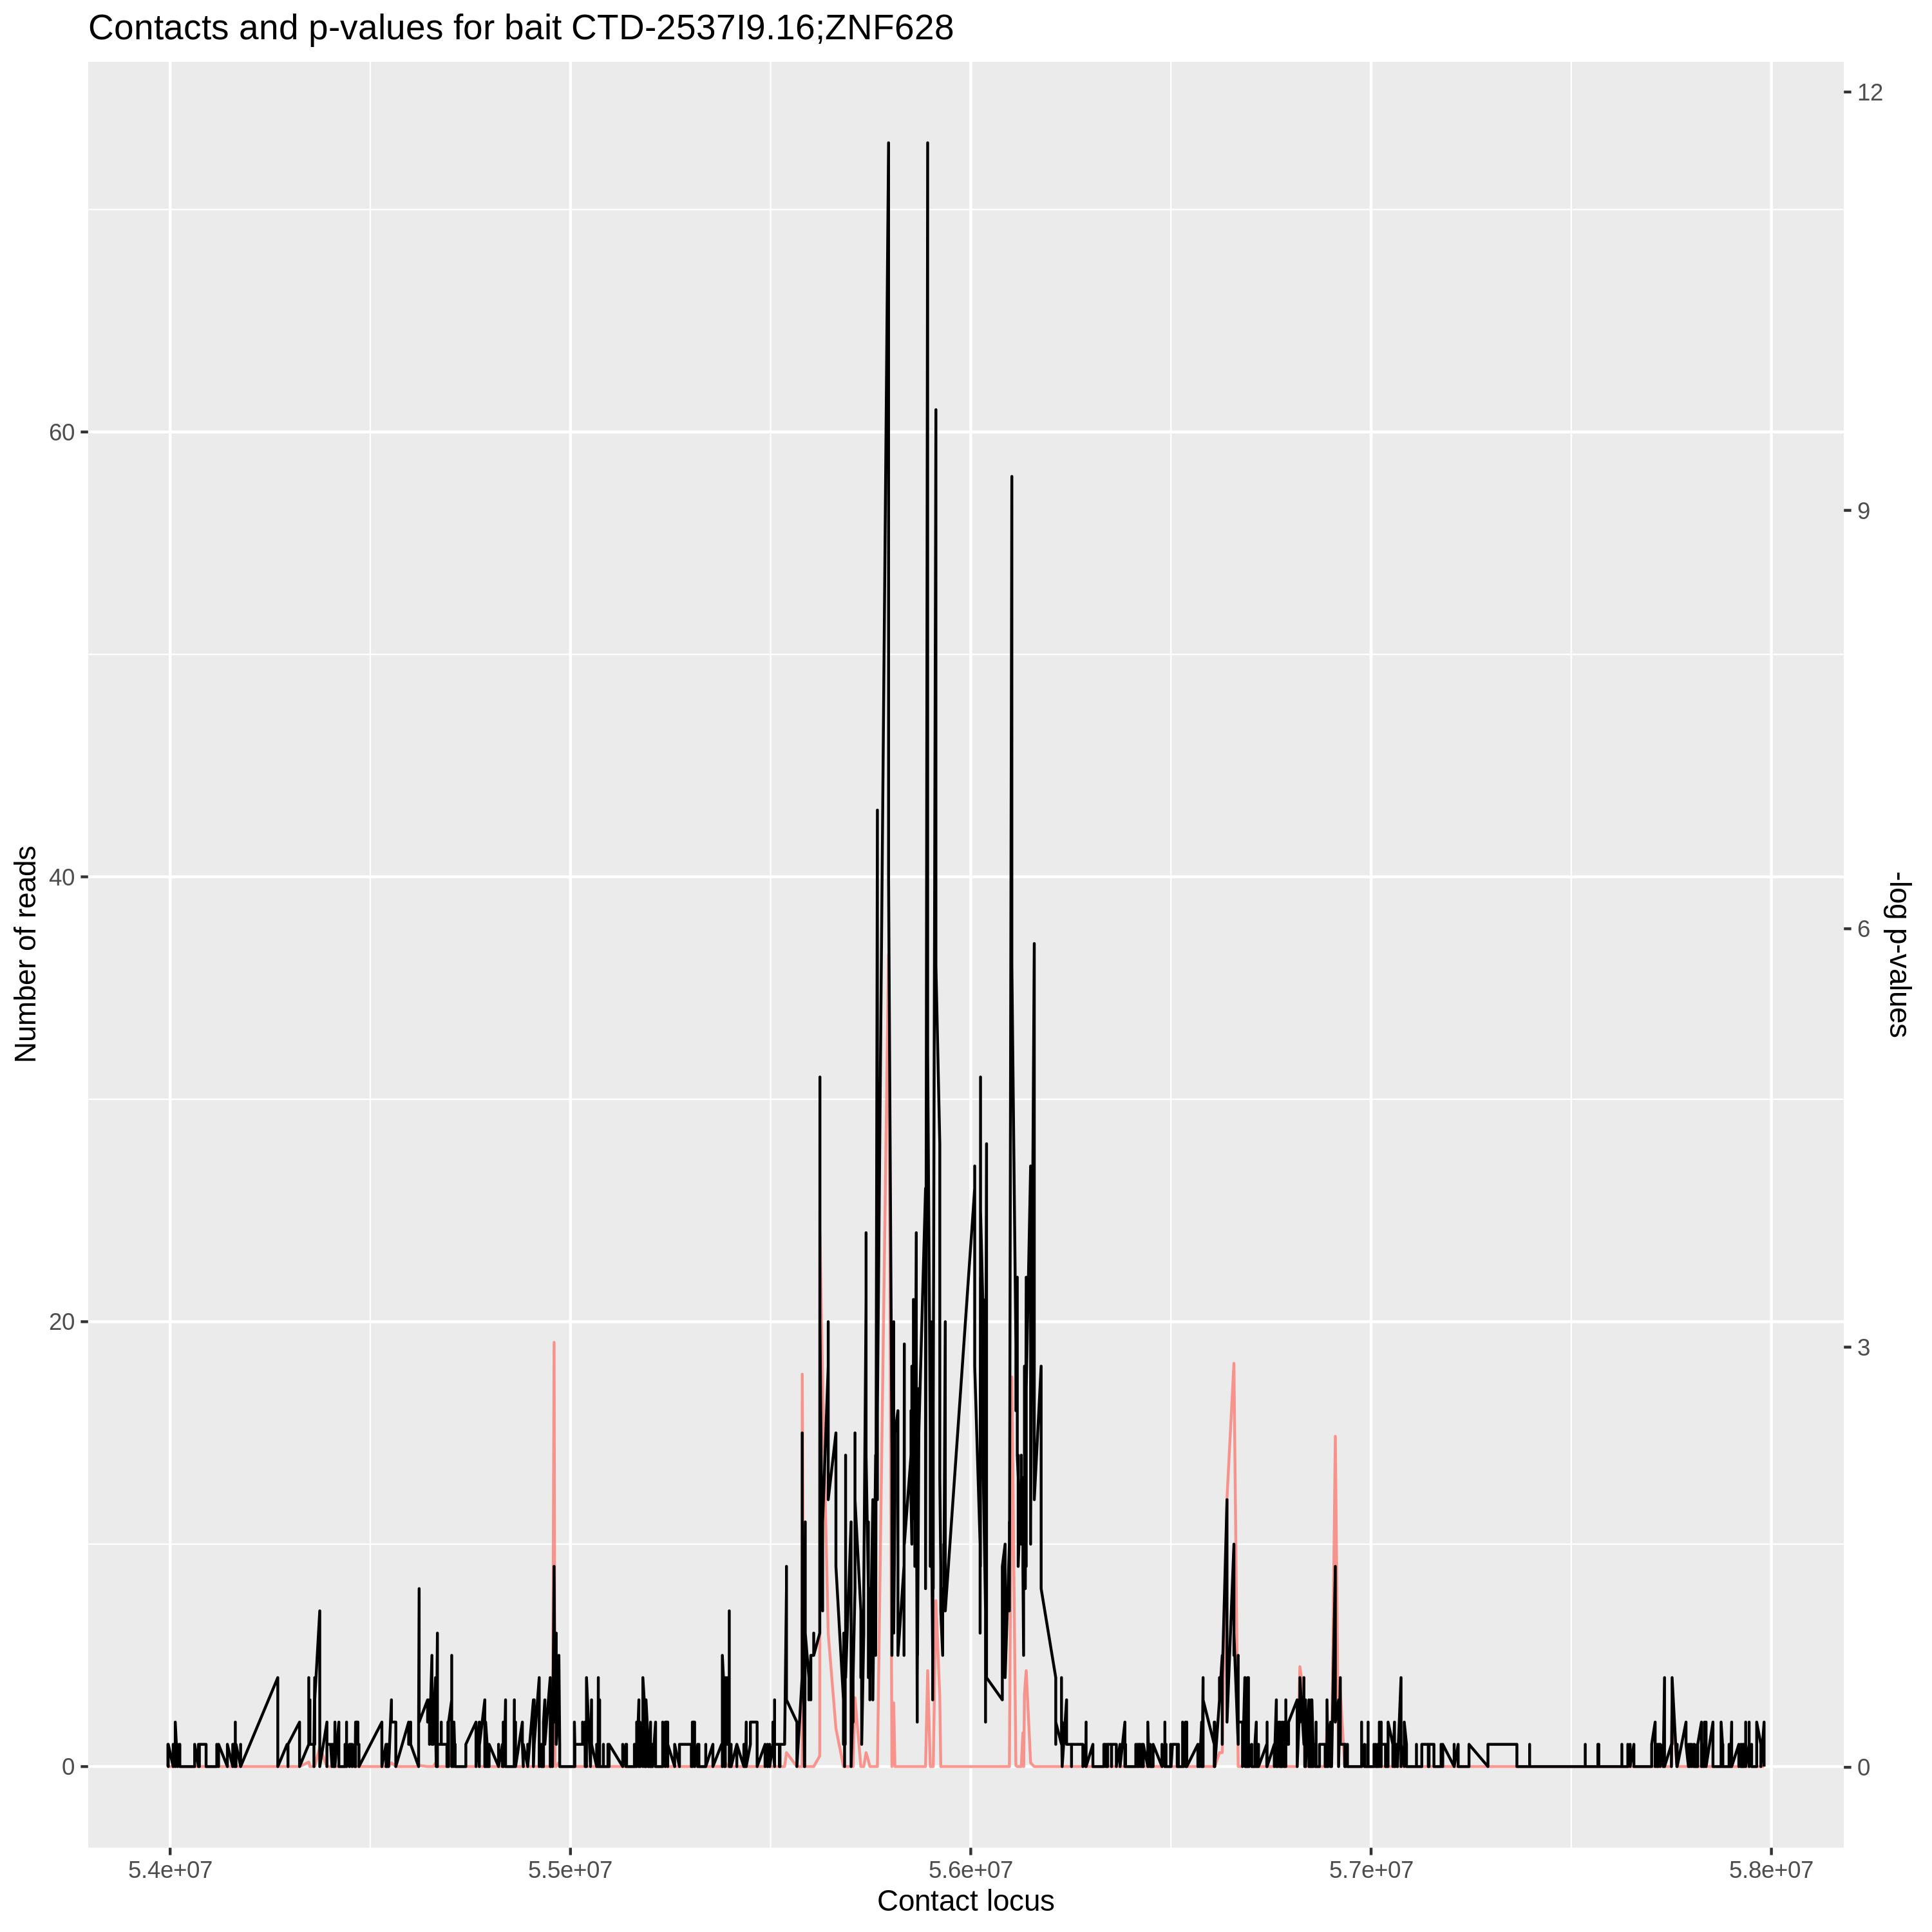 Contacts and p-values for bait CTD-2537I9.16;ZNF628
12
60
9
40
6
Number of reads
-log p-values
20
3
0
0
5.4e+07
5.5e+07
5.6e+07
5.7e+07
5.8e+07
Contact locus